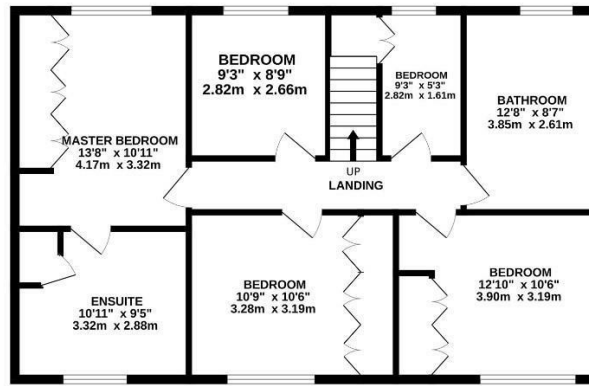 MASTER BEDROOM
13'8" x 10'11"
4.17m x 3.32m
BEDROOM
9'3" x 8'9"
2.82m x 2.66m
BEDROOM
9'3" x 5'3"
2.82m x 1.61m
BATHROOM
12'8" x 8'7"
3.85m x 2.61m
UP
LANDING
ENSUITE
10'11" x 9'5"
3.32m x 2.88m
BEDROOM
10'9" x 10'6"
3.28m x 3.19m
BEDROOM
12'10" x 10'6"
3.90m x 3.19m